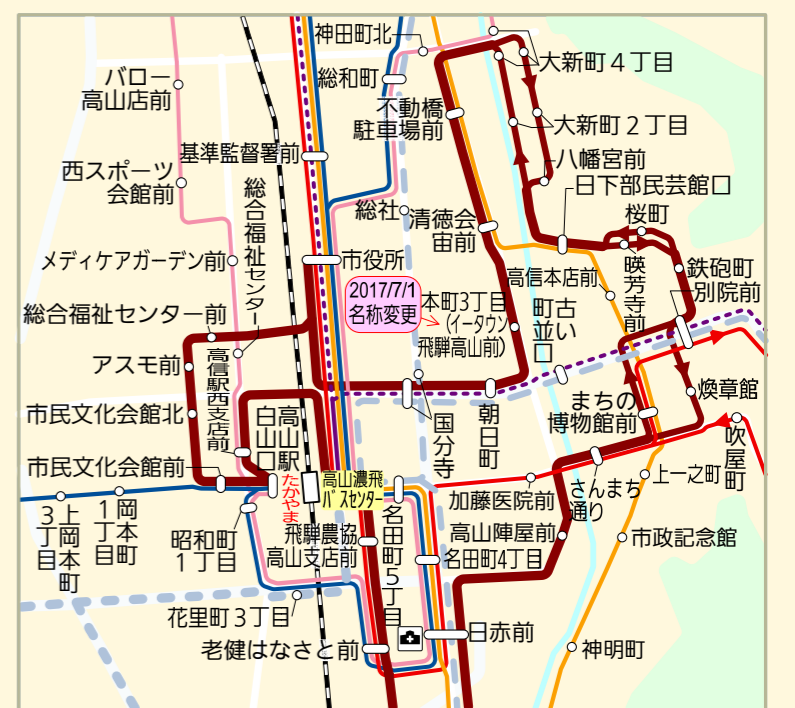 神田町北
バロー
高山店前
総和町
大新町４丁目
不動橋
駐車場前
大新町２丁目
基準監督署前
八幡宮前
西スポーツ
会館前
総合福祉センター
日下部民芸館口
総社
清徳会
宙前
桜町
市役所
メディケアガーデン前
高信本店前
暎芳寺前
鉄砲町
別院前
2017/7/1
名称変更
本町3丁目
(イータウン
飛騨高山前)
古い
町並口
総合福祉センター前
アスモ前
高信駅西支店前
煥章館
市民文化会館北
高山駅
白山口
国分寺
朝日町
まちの
博物館前
吹屋町
市民文化会館前
たかやま
高山濃飛
バスセンター
加藤医院前
さんまち
通り
上一之町
上岡本町
３丁目
岡本町
１丁目
昭和町
１丁目
飛騨農協
高山支店前
名田町５丁目
高山陣屋前
名田町4丁目
市政記念館
花里町３丁目
老健はなさと前
日赤前
神明町